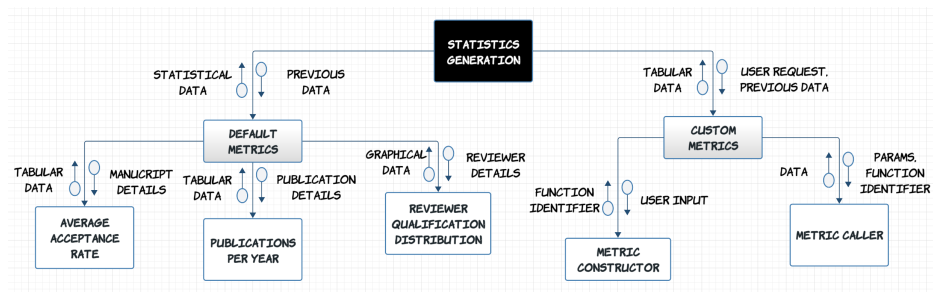 STATISTICS
GENERATION
STATISTICAL
DATA
PREVIOUS
DATA
TABULAR
DATA
USER REQUEST,
PREVIOUS DATA
DEFAULT
METRICS
CUSTOM
METRICS
TABULAR
DATA
MANUCRIPT
DETAILS
TABULAR
DATA
PUBLICATION
DETAILS
GRAPHICAL
DATA
REVIEWER
DETAILS
FUNCTION
IDENTIFIER
USER INPUT
DATA
PARAMS,
FUNCTION
IDENTIFIER
AVERAGE
ACCEPTANCE
RATE
PUBLICATIONS
PER YEAR
REVIEWER
QUALIFICATION
DISTRIBUTION
METRIC
CONSTRUCTOR
METRIC CALLER